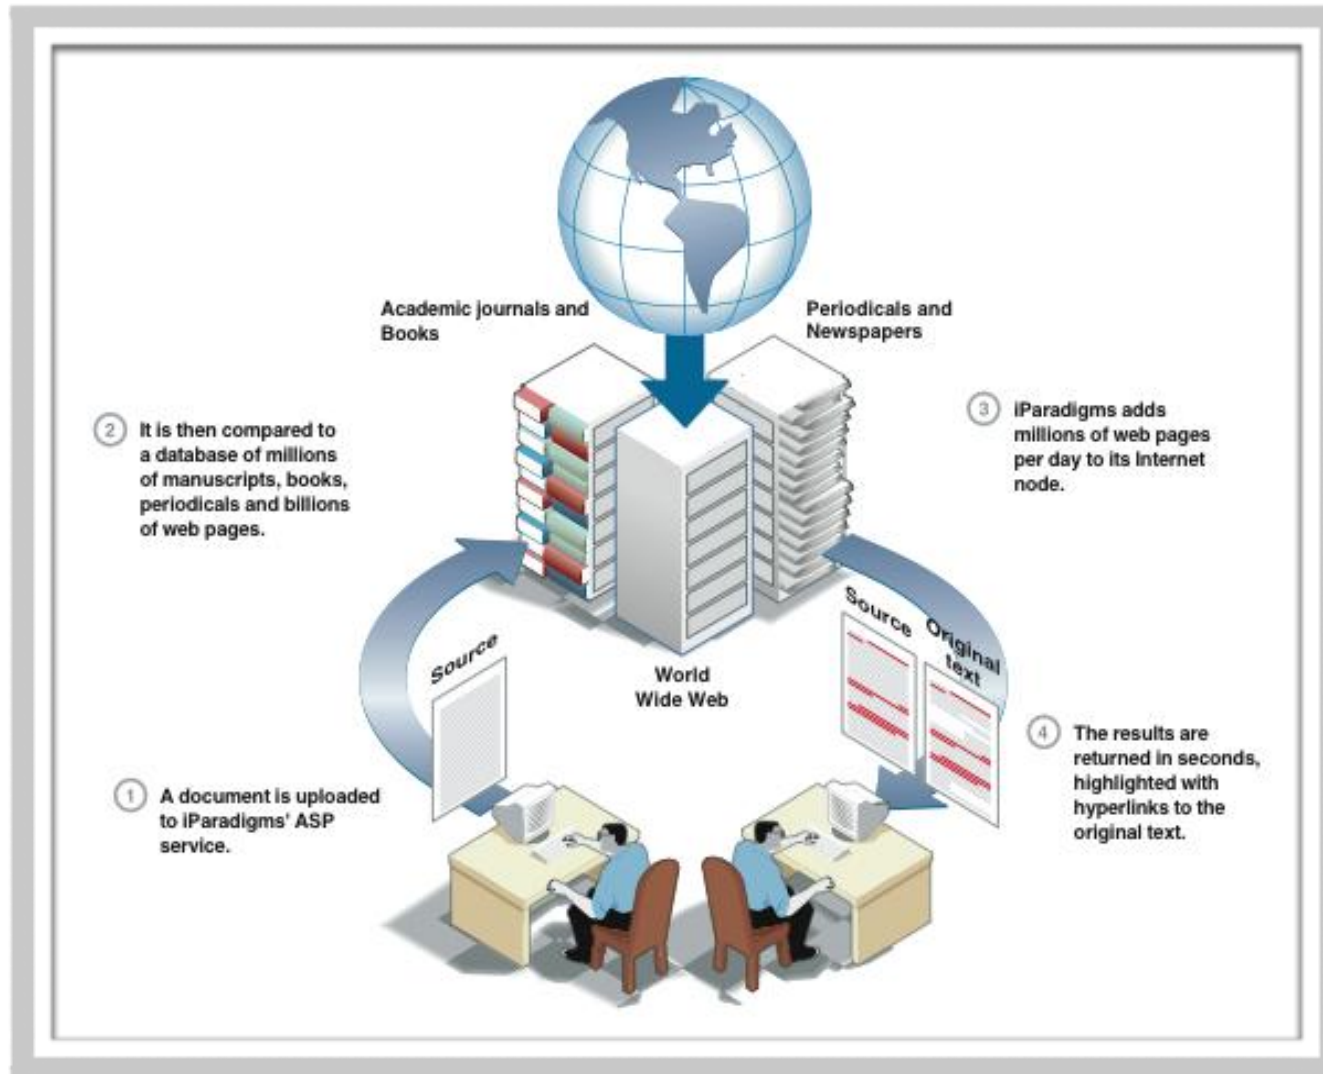 Academic journals and
Books
Periodicals and
Newspapers
2
It is then compared to
a database of millions
of manuscripts, books,
periodicals and billions
of web pages.
3
iParadigms adds
millions of web pages
per day to its Internet
node.
Source
World
Wide Web
Source
Original
text
1
A document is uploaded
to iParadigms' ASP
service.
4
The results are
returned in seconds,
highlighted with
hyperlinks to the
original text.